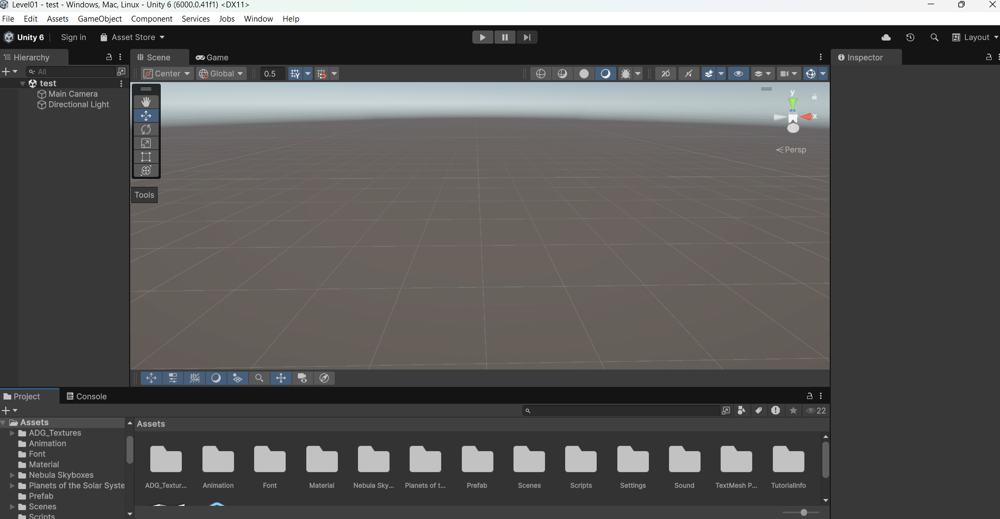 Level01 - test - Windows, Mac, Linux - Unity 6 (6000.0.41f1) <DX11>
File Edit Assets GameObject Component Services Jobs Window Help
Unity 6 Sign in Asset Store Layout
Hierarchy Scene Game Inspector
All Center Global 0.5 2D
test
Main Camera
Directional Light
y
x
Persp
Tools
Project Console
22
Assets
ADG_Textures
Animation
Font
Material
Nebula Skyboxes
Planets of the Solar Syste
Prefab
Scenes
Scripts
Assets
ADG_Textur... Animation Font Material Nebula Sky... Planets of t... Prefab Scenes Scripts Settings Sound TextMesh P... TutorialInfo